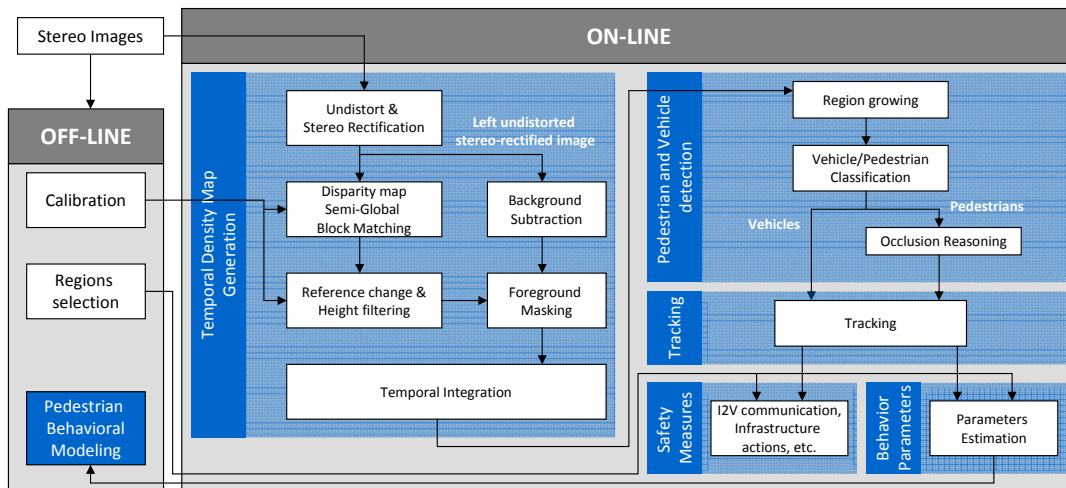 Stereo Images
ON-LINE
OFF-LINE
Calibration
Regions
selection
Pedestrian
Behavioral
Modeling
Temporal Density Map
Generation
Undistort &
Stereo Rectification
Left undistorted
stereo-rectified image
Disparity map
Semi-Global
Block Matching
Background
Subtraction
Reference change &
Height filtering
Foreground
Masking
Temporal Integration
Pedestrian and Vehicle
detection
Region growing
Vehicle/Pedestrian
Classification
Vehicles
Pedestrians
Occlusion Reasoning
Tracking
Tracking
Safety
Measures
I2V communication,
Infrastructure
actions, etc.
Behavior
Parameters
Parameters
Estimation